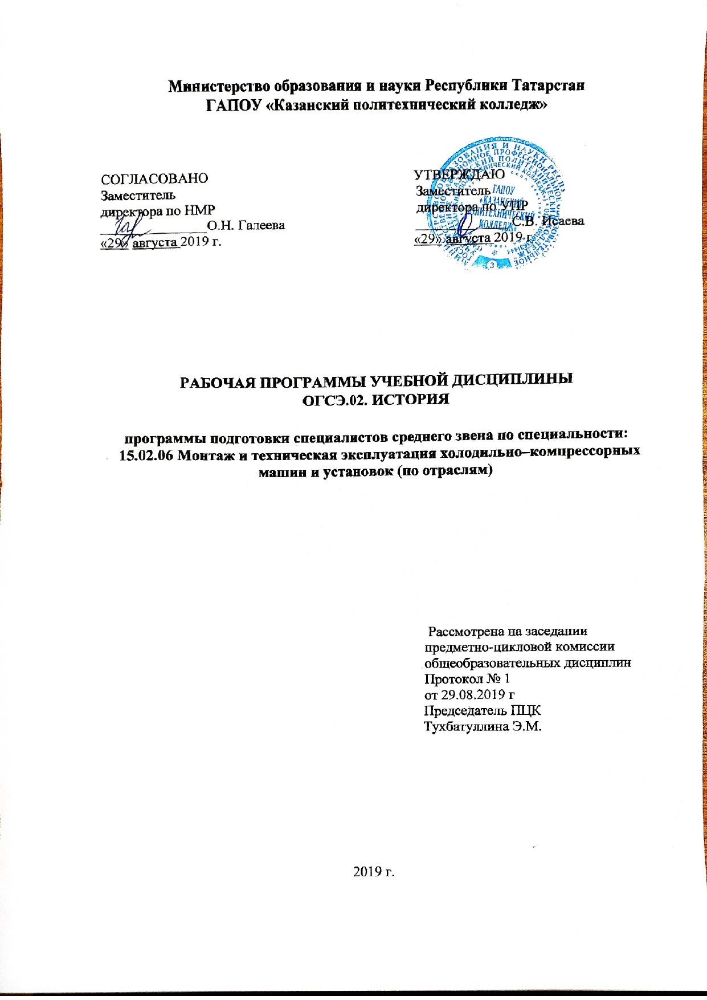 Министерство образования и науки Республики Татарстан
ГАПОУ «Казанский политехнический колледж»
СОГЛАСОВАНО
Заместитель
директора по НМР
О.Н. Галеева
«29» августа 2019 г.
УТВЕРЖДАЮ
Заместитель
директора по УПР
С.В. Исаева
«29» августа 2019 г
ГАПОУ
«КАЗАНСКИЙ
ПОЛИТЕХНИЧЕСКИЙ
КОЛЛЕДЖ»
3
РАБОЧАЯ ПРОГРАММЫ УЧЕБНОЙ ДИСЦИПЛИНЫ
ОГСЭ.02. ИСТОРИЯ
программы подготовки специалистов среднего звена по специальности:
15.02.06 Монтаж и техническая эксплуатация холодильно–компрессорных
машин и установок (по отраслям)
Рассмотрена на заседании
предметно-цикловой комиссии
общеобразовательных дисциплин
Протокол № 1
от 29.08.2019 г
Председатель ПЦК
Тухбатуллина Э.М.
2019 г.